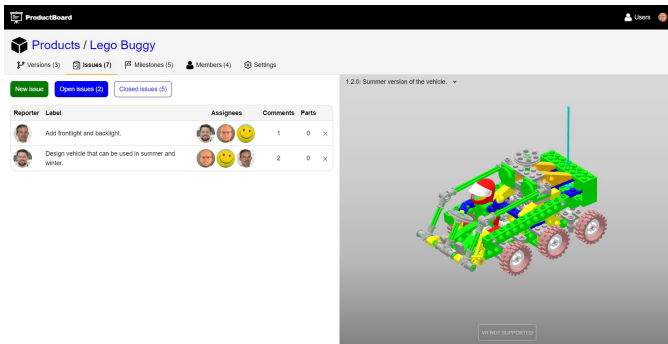 ProductBoard
Users
Products / Lego Buggy
Versions (3) Issues (7) Milestones (5) Members (4) Settings
New issue Open issues (2) Closed issues (5)
1.2.0: Summer version of the vehicle.
Reporter Label Assignees Comments Parts
Add frontlight and backlight. 1 0 ×
Design vehicle that can be used in summer and
winter. 2 0 ×
VR NOT SUPPORTED